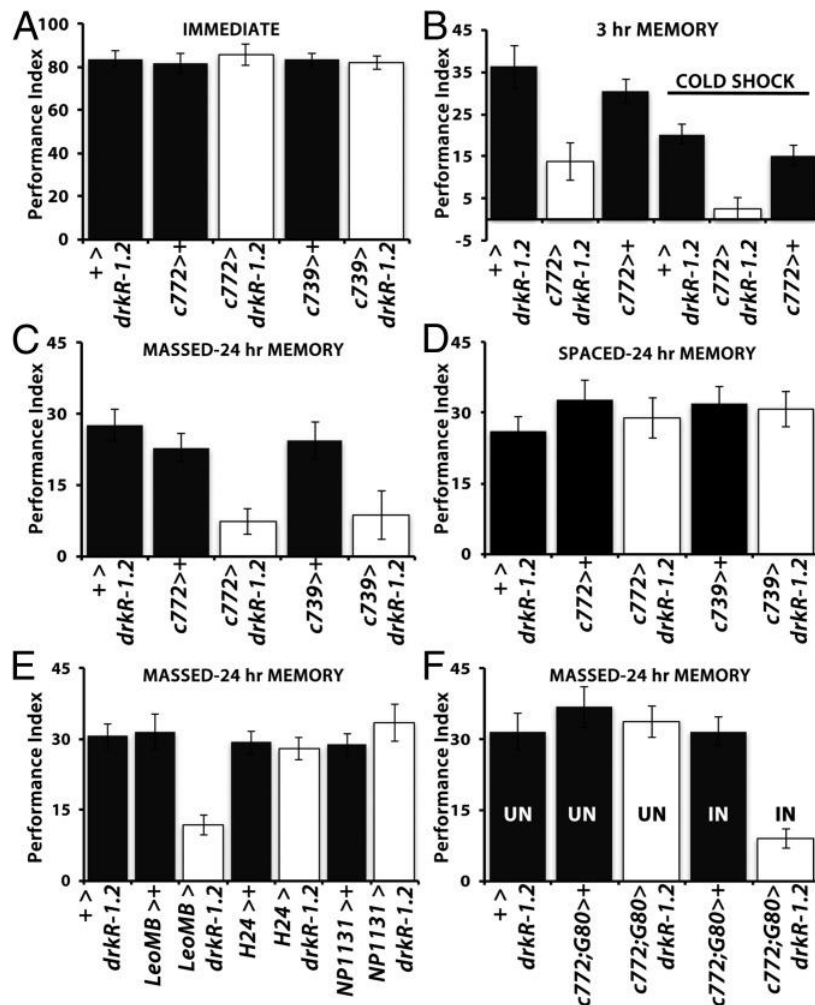 A
IMMEDIATE
Performance Index
100
80
60
40
20
0
+ >
drkR-1.2
c772>+
c772>
drkR-1.2
c739>+
c739>
drkR-1.2
B
3 hr MEMORY
COLD SHOCK
Performance Index
45
35
25
15
5
-5
+ >
drkR-1.2
c772>
drkR-1.2
c772>+
+ >
drkR-1.2
c772>
drkR-1.2
c772>+
C
MASSED-24 hr MEMORY
Performance Index
45
30
15
0
+ >
drkR-1.2
c772>+
c772>
drkR-1.2
c739>+
c739>
drkR-1.2
D
SPACED-24 hr MEMORY
Performance Index
45
30
15
0
+ >
drkR-1.2
c772>+
c772>
drkR-1.2
c739>+
c739>
drkR-1.2
E
MASSED-24 hr MEMORY
Performance Index
45
30
15
0
+ >
drkR-1.2
LeoMB >+
LeoMB >
drkR-1.2
H24 >+
H24 >
drkR-1.2
NP1131 >+
NP1131 >
drkR-1.2
F
MASSED-24 hr MEMORY
Performance Index
45
30
15
0
UN
UN
UN
IN
IN
+ >
drkR-1.2
c772;G80>+
c772;G80>
drkR-1.2
c772;G80>+
c772;G80>
drkR-1.2